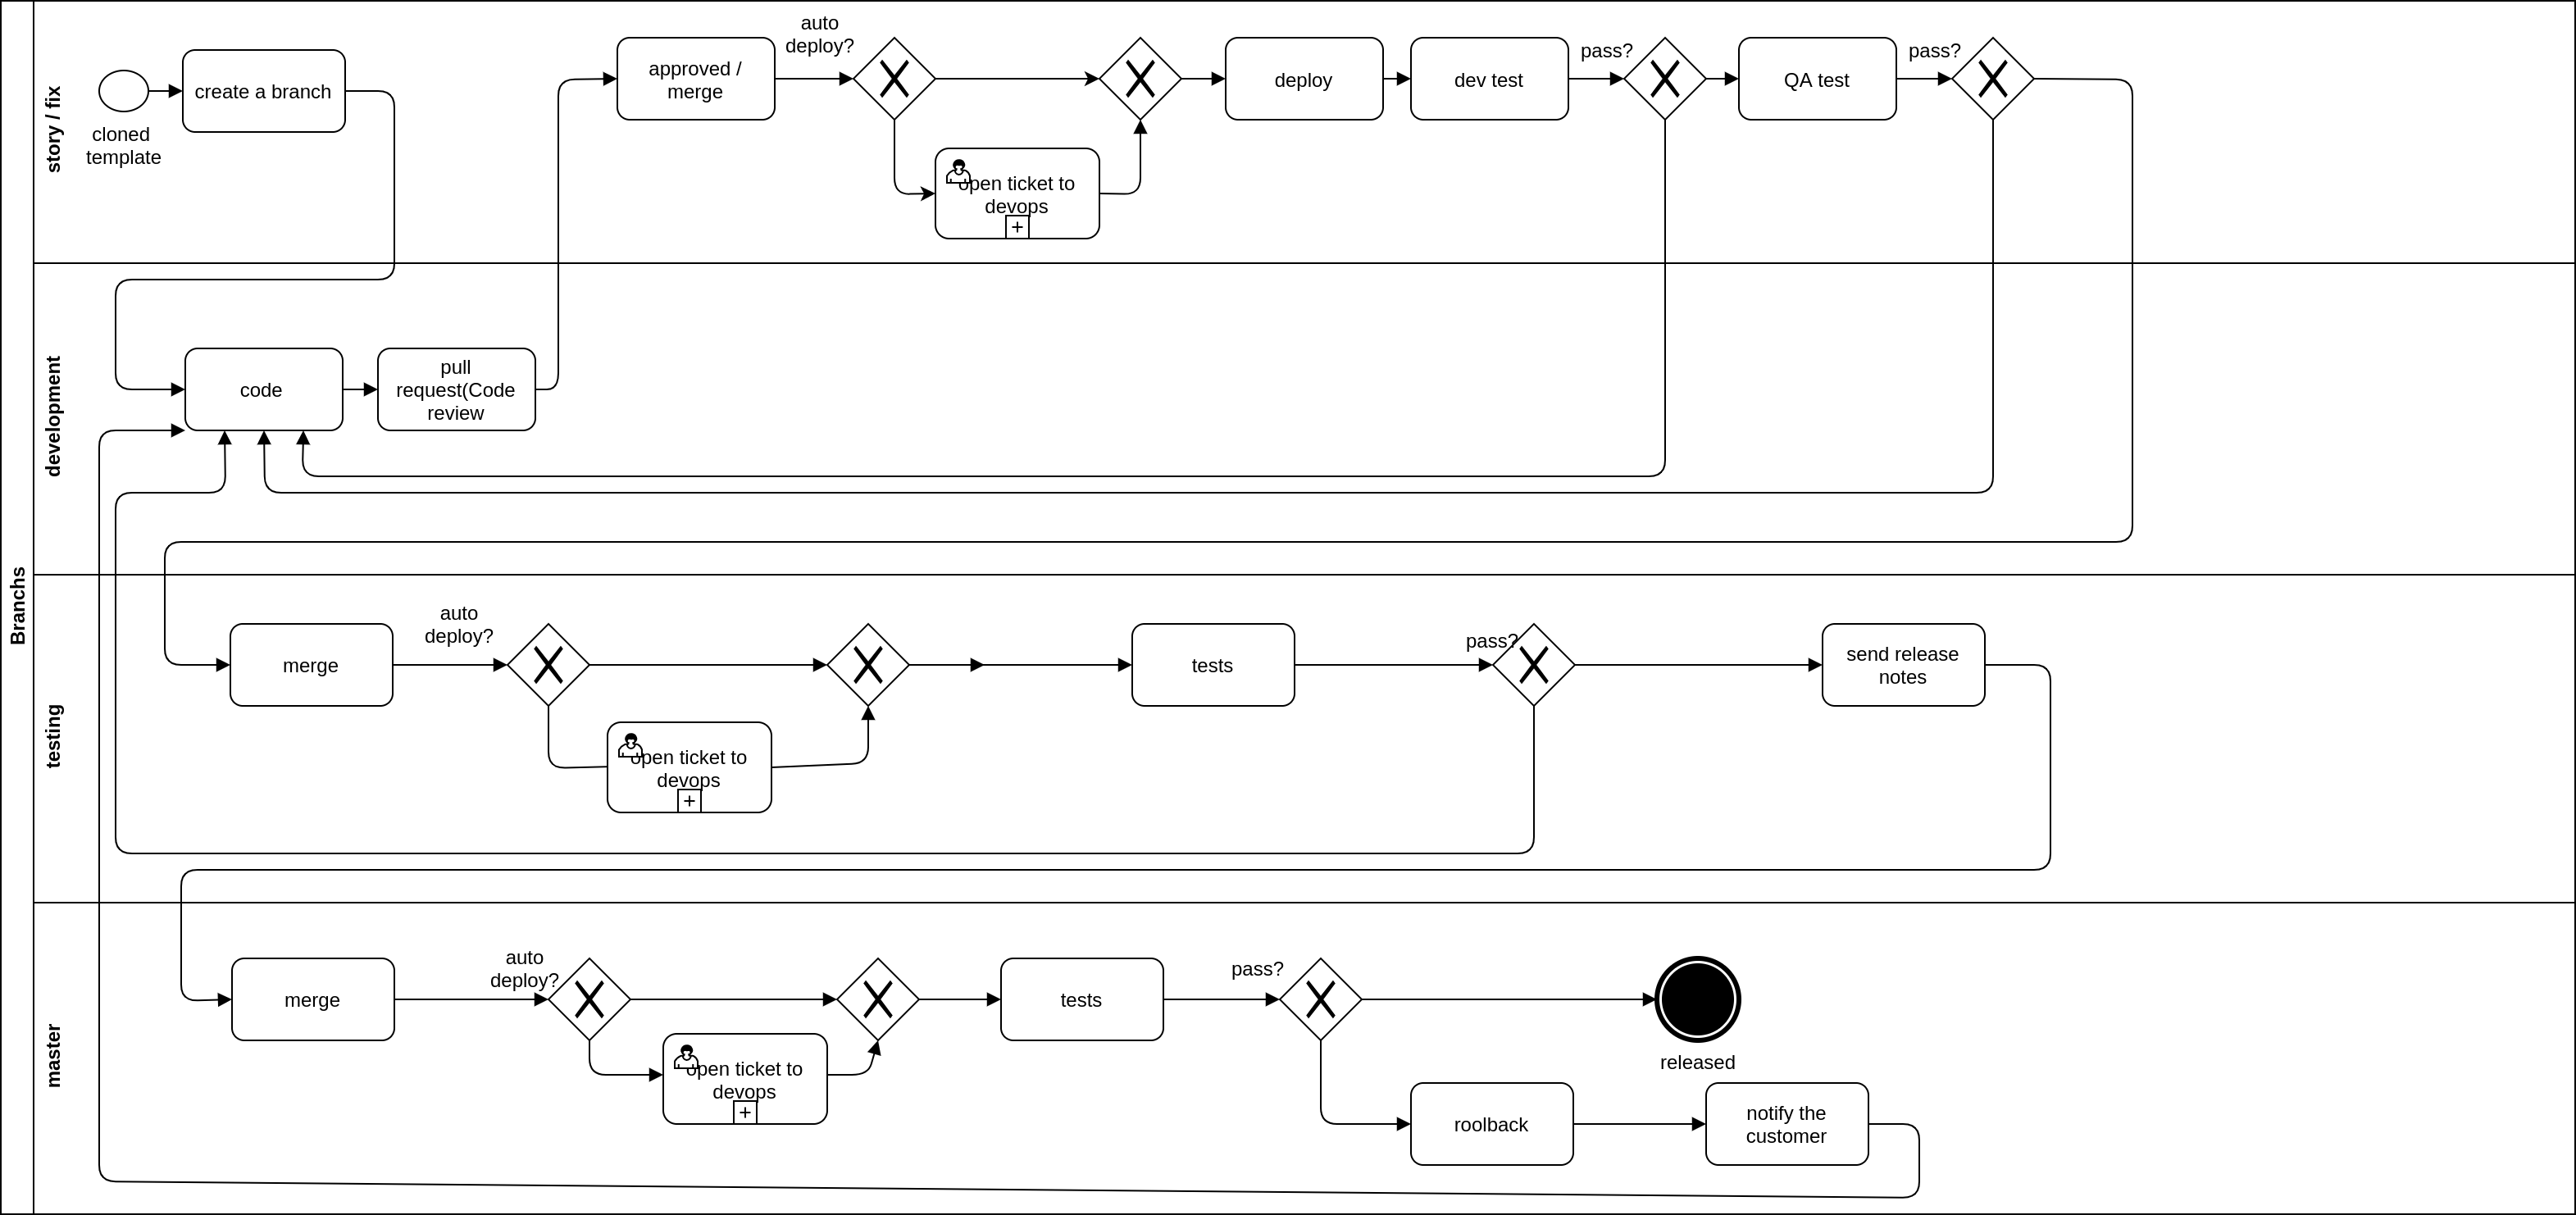 Branchs
story / fix
cloned
template
create a branch
approved /
merge
auto
deploy?
open ticket to
devops
+
deploy
dev test
pass?
QA test
pass?
development
code
pull
request(Code
review
testing
merge
auto
deploy?
open ticket to
devops
+
tests
pass?
send release
notes
master
merge
auto
deploy?
open ticket to
devops
+
tests
pass?
released
roolback
notify the
customer